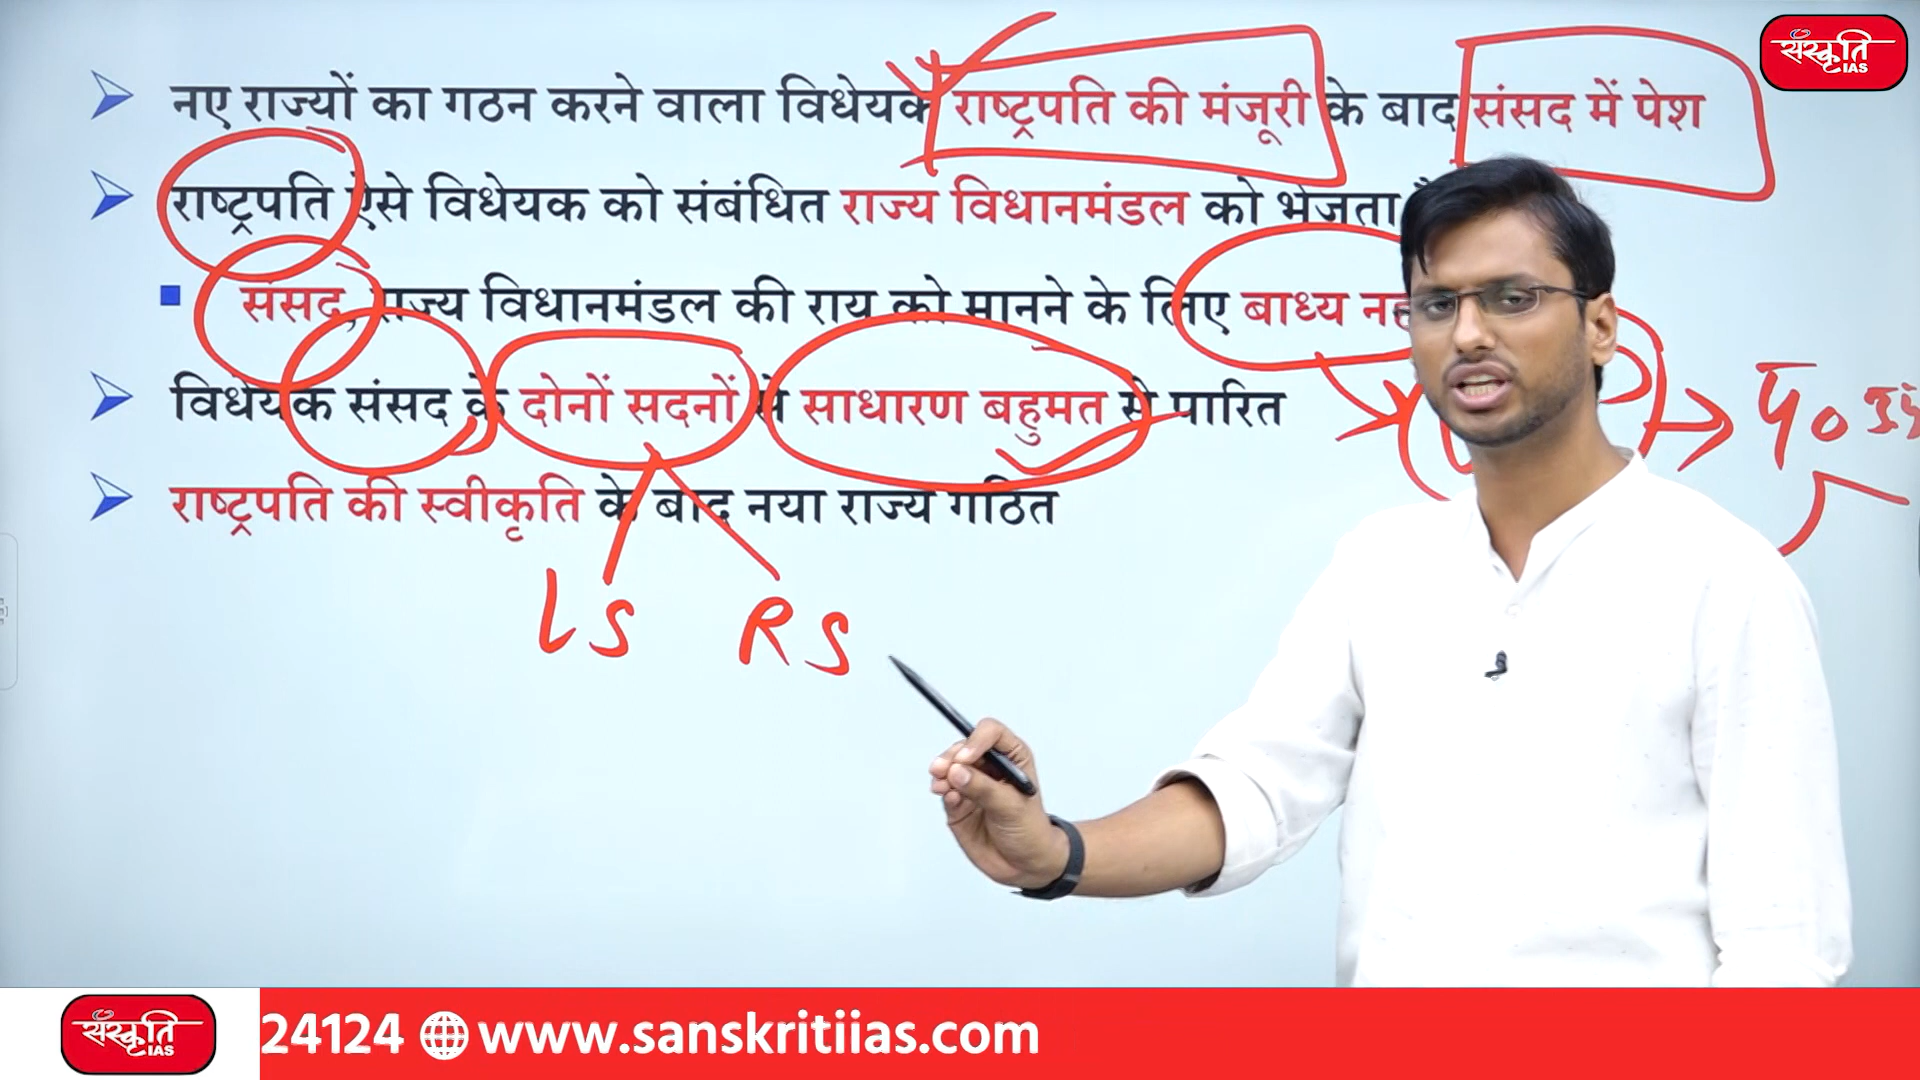 संस्कृति
IAS
नए राज्यों का गठन करने वाला विधेयक राष्ट्रपति की मंजूरी के बाद संसद में पेश
राष्ट्रपति ऐसे विधेयक को संबंधित राज्य विधानमंडल को भेजता
संसद, राज्य विधानमंडल की राय को मानने के लिए बाध्य
विधेयक संसद के दोनों सदनों से साधारण बहुमत से पारित
राष्ट्रपति की स्वीकृति के बाद नया राज्य गठित
LS RS
संस्कृति
IAS
24124 www.sanskritiias.com